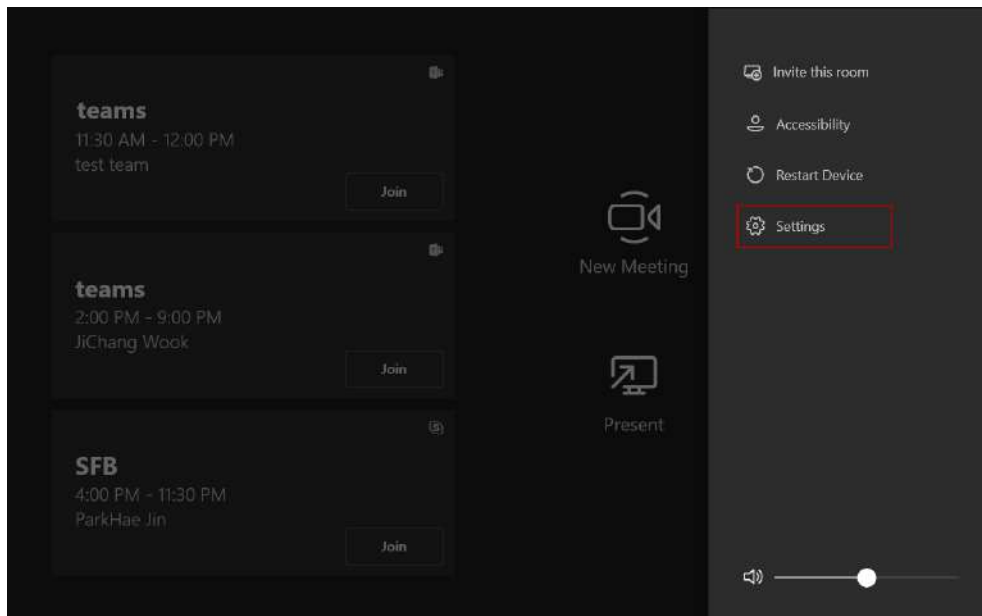 teams
11:30 AM - 12:00 PM
test team
Join
teams
2:00 PM - 9:00 PM
JiChang Wook
Join
SFB
4:00 PM - 11:30 PM
ParkHae Jin
Join
New Meeting
Present
Invite this room
Accessibility
Restart Device
Settings